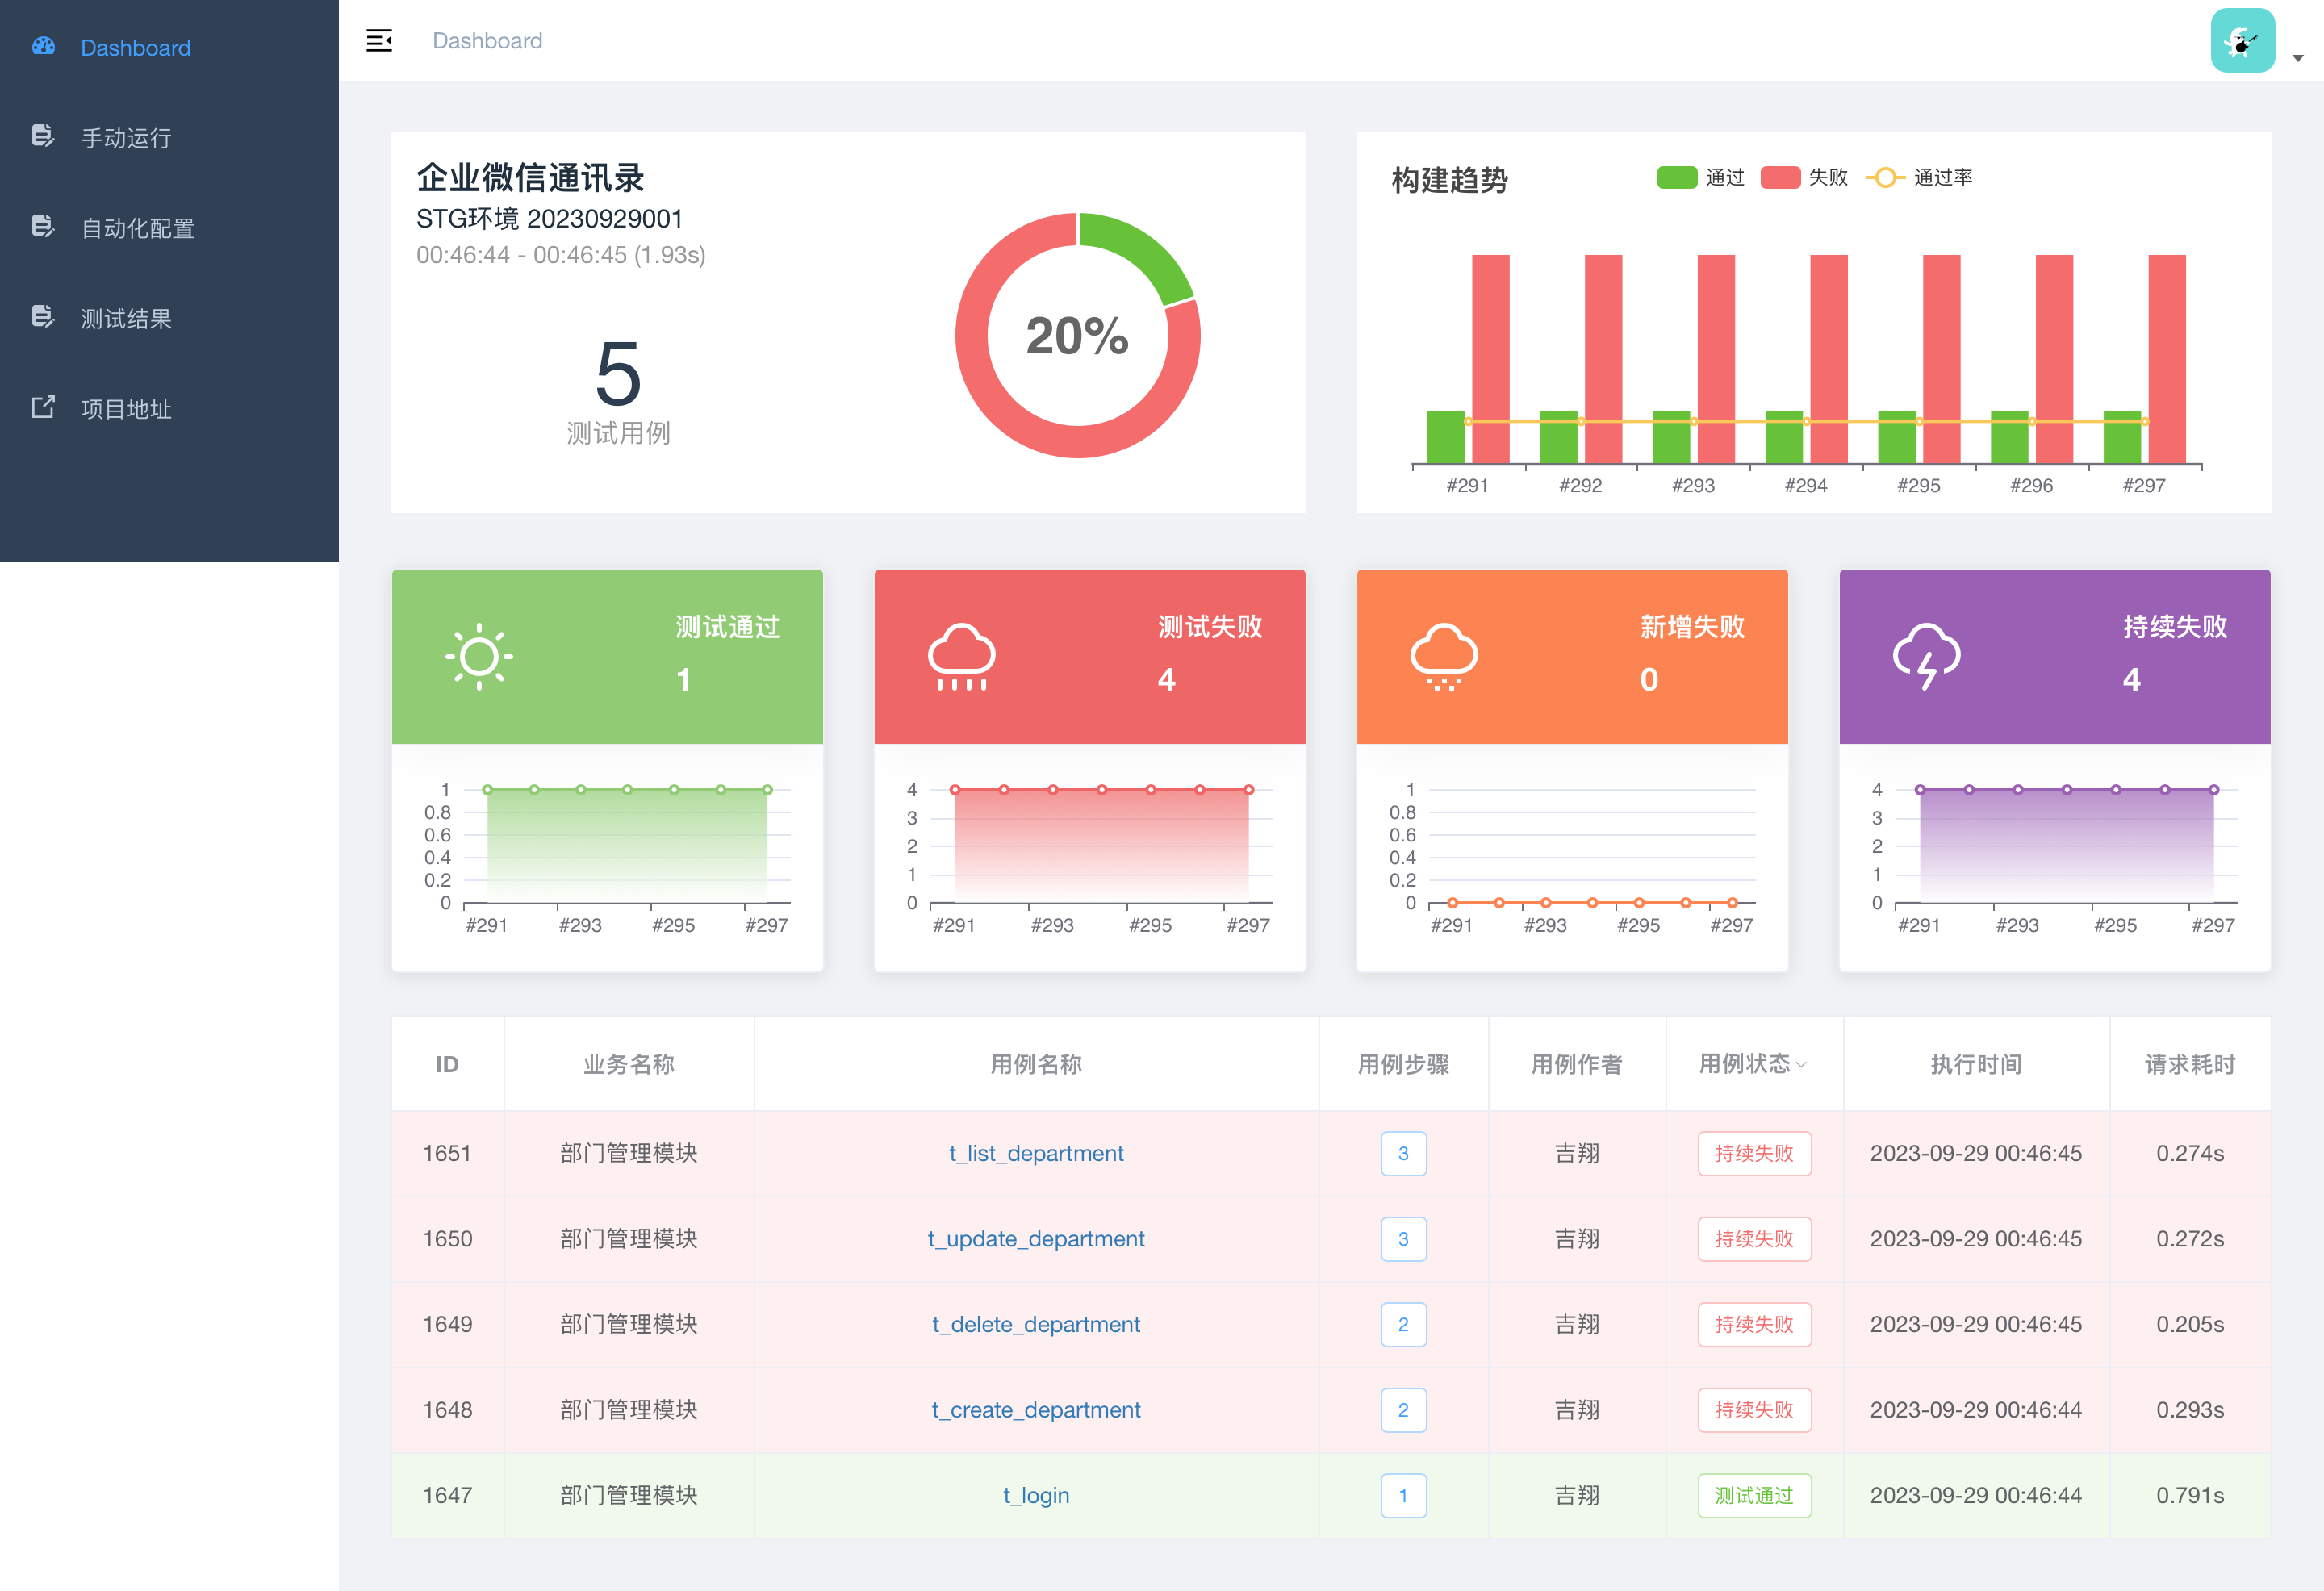 Dashboard
手动运行
自动化配置
测试结果
项目地址
Dashboard
企业微信通讯录
STG环境 20230929001
00:46:44 - 00:46:45 (1.93s)
5
测试用例
20%
构建趋势
通过 失败 通过率
#291 #292 #293 #294 #295 #296 #297
测试通过
1
1
0.8
0.6
0.4
0.2
0
#291 #293 #295 #297
测试失败
4
4
3
2
1
0
#291 #293 #295 #297
新增失败
0
1
0.8
0.6
0.4
0.2
0
#291 #293 #295 #297
持续失败
4
4
3
2
1
0
#291 #293 #295 #297
ID 业务名称 用例名称 用例步骤 用例作者 用例状态 执行时间 请求耗时
1651 部门管理模块 t_list_department 3 吉翔 持续失败 2023-09-29 00:46:45 0.274s
1650 部门管理模块 t_update_department 3 吉翔 持续失败 2023-09-29 00:46:45 0.272s
1649 部门管理模块 t_delete_department 2 吉翔 持续失败 2023-09-29 00:46:45 0.205s
1648 部门管理模块 t_create_department 2 吉翔 持续失败 2023-09-29 00:46:44 0.293s
1647 部门管理模块 t_login 1 吉翔 测试通过 2023-09-29 00:46:44 0.791s